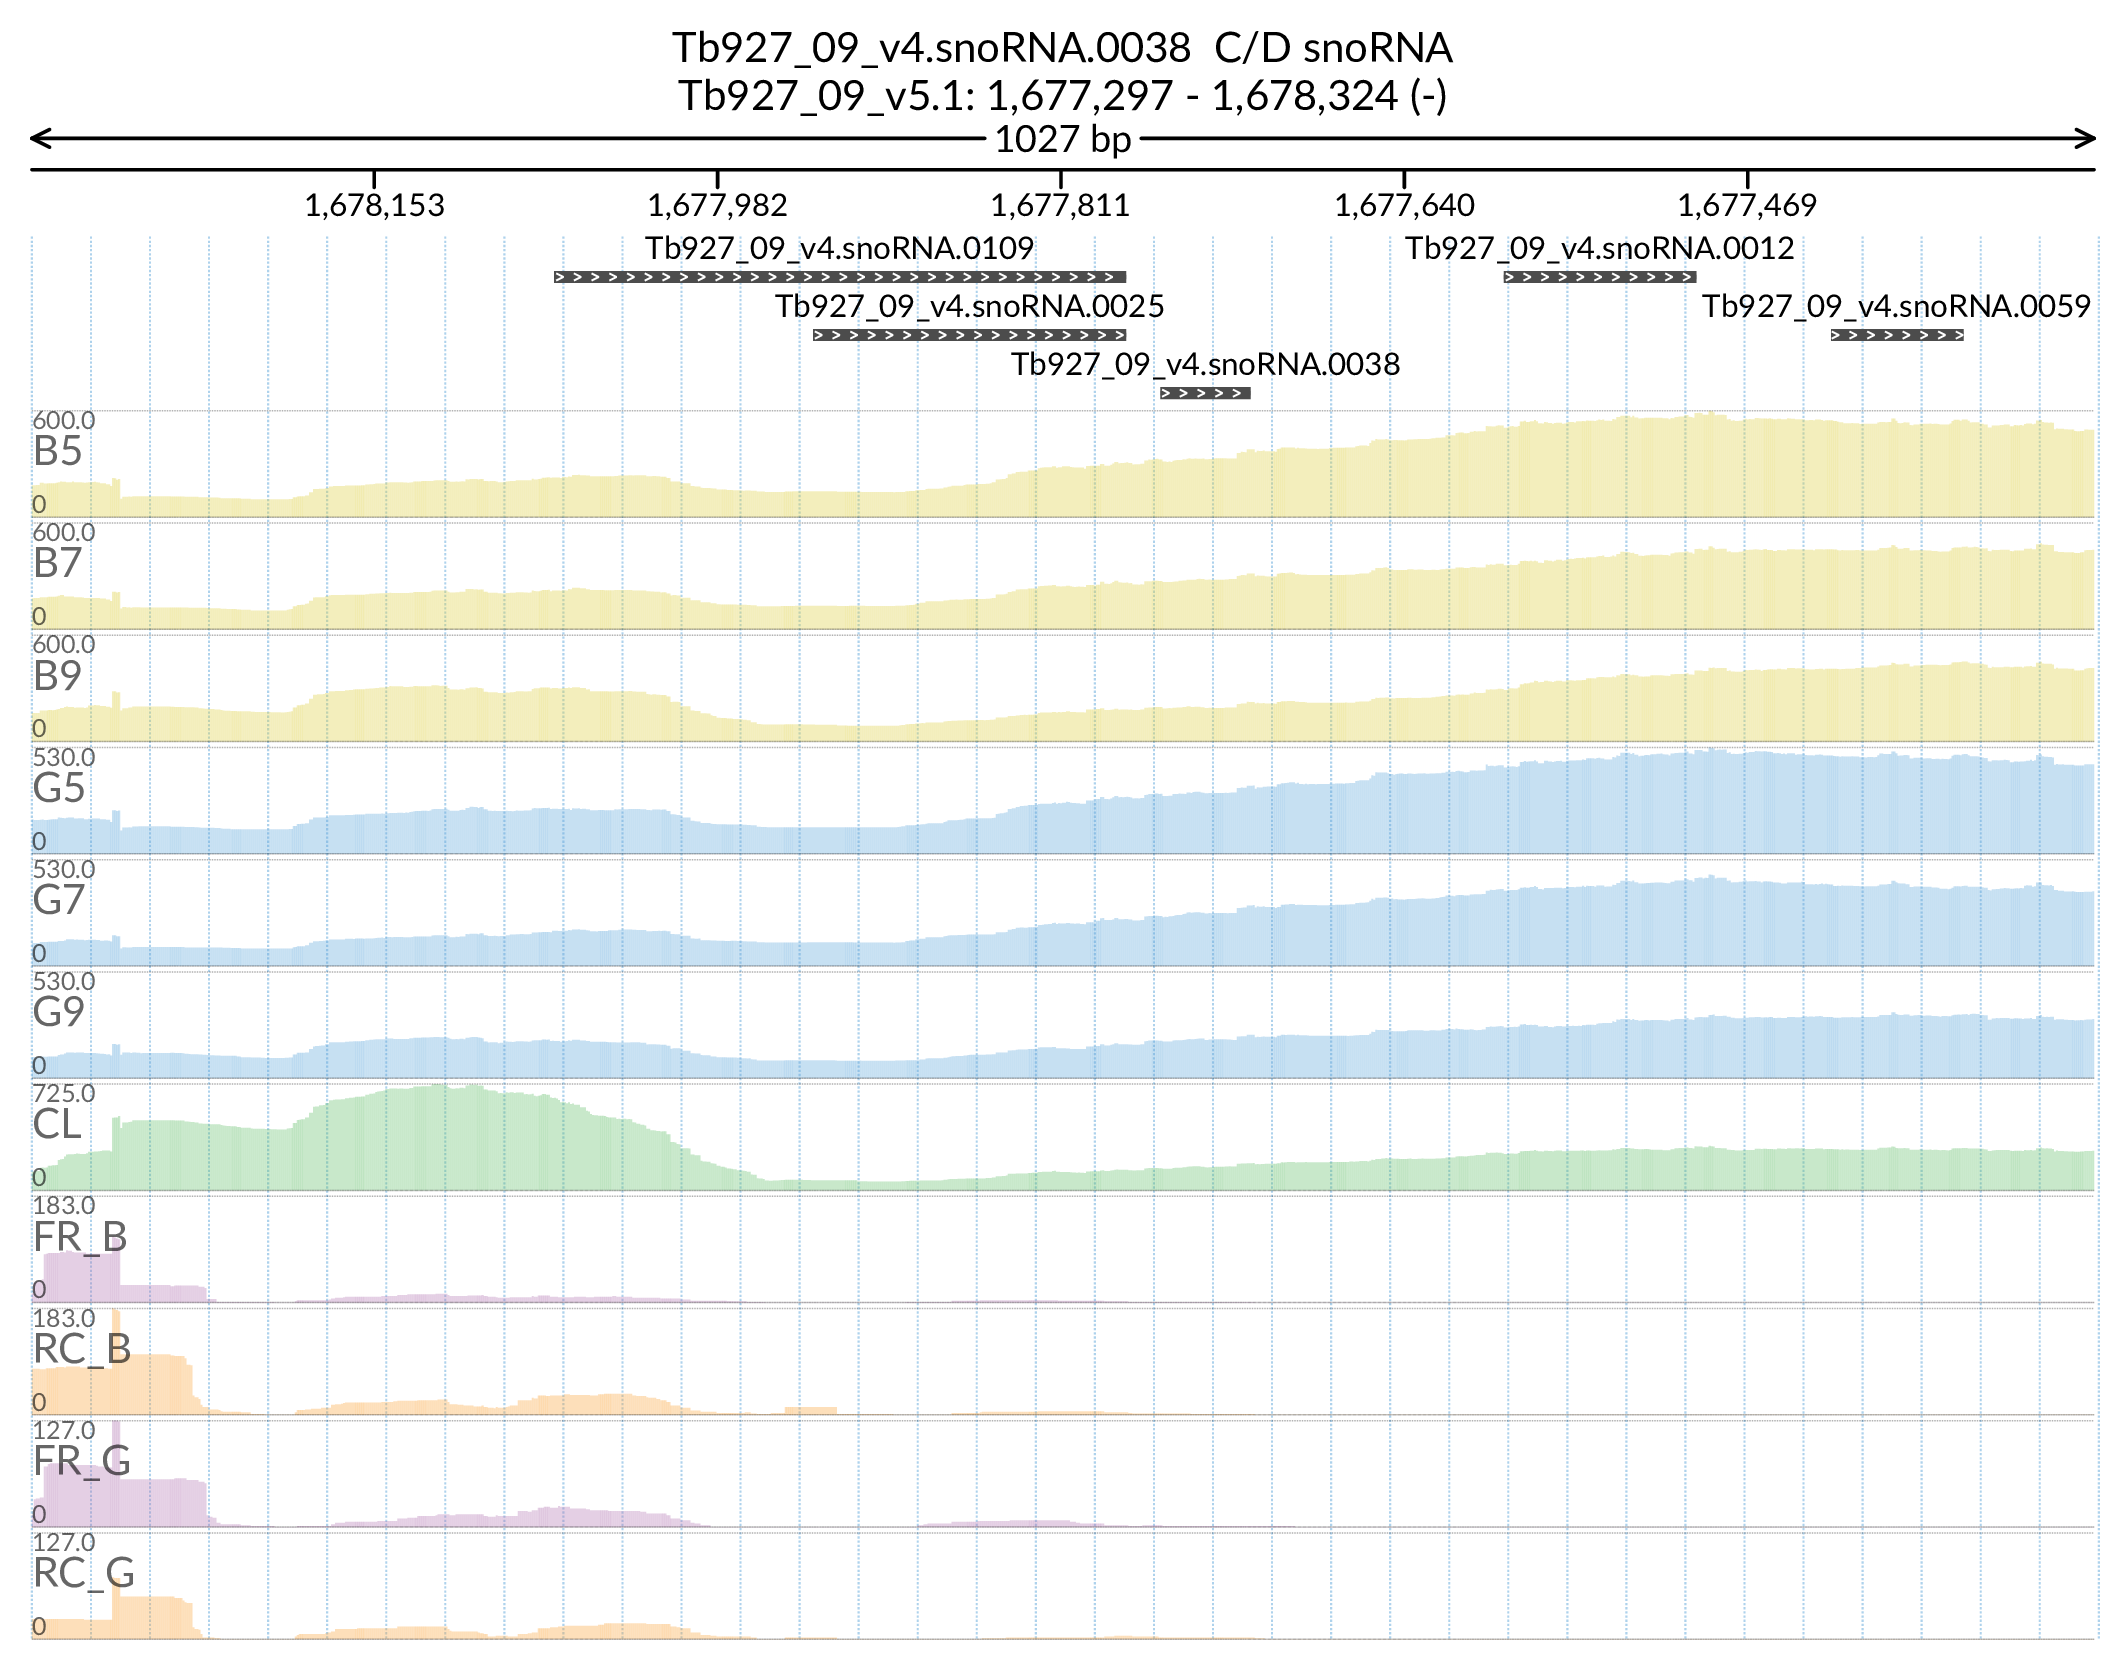 Tb927_09_v4.snoRNA.0038  C/D snoRNA
Tb927_09_v5.1: 1,677,297 - 1,678,324 (-)
1027 bp
1,678,153 1,677,982 1,677,811 1,677,640 1,677,469
Tb927_09_v4.snoRNA.0109 Tb927_09_v4.snoRNA.0012
Tb927_09_v4.snoRNA.0025 Tb927_09_v4.snoRNA.0059
Tb927_09_v4.snoRNA.0038
600.0
B5
0
600.0
B7
0
600.0
B9
0
530.0
G5
0
530.0
G7
0
530.0
G9
0
725.0
CL
0
183.0
FR_B
0
183.0
RC_B
0
127.0
FR_G
0
127.0
RC_G
0